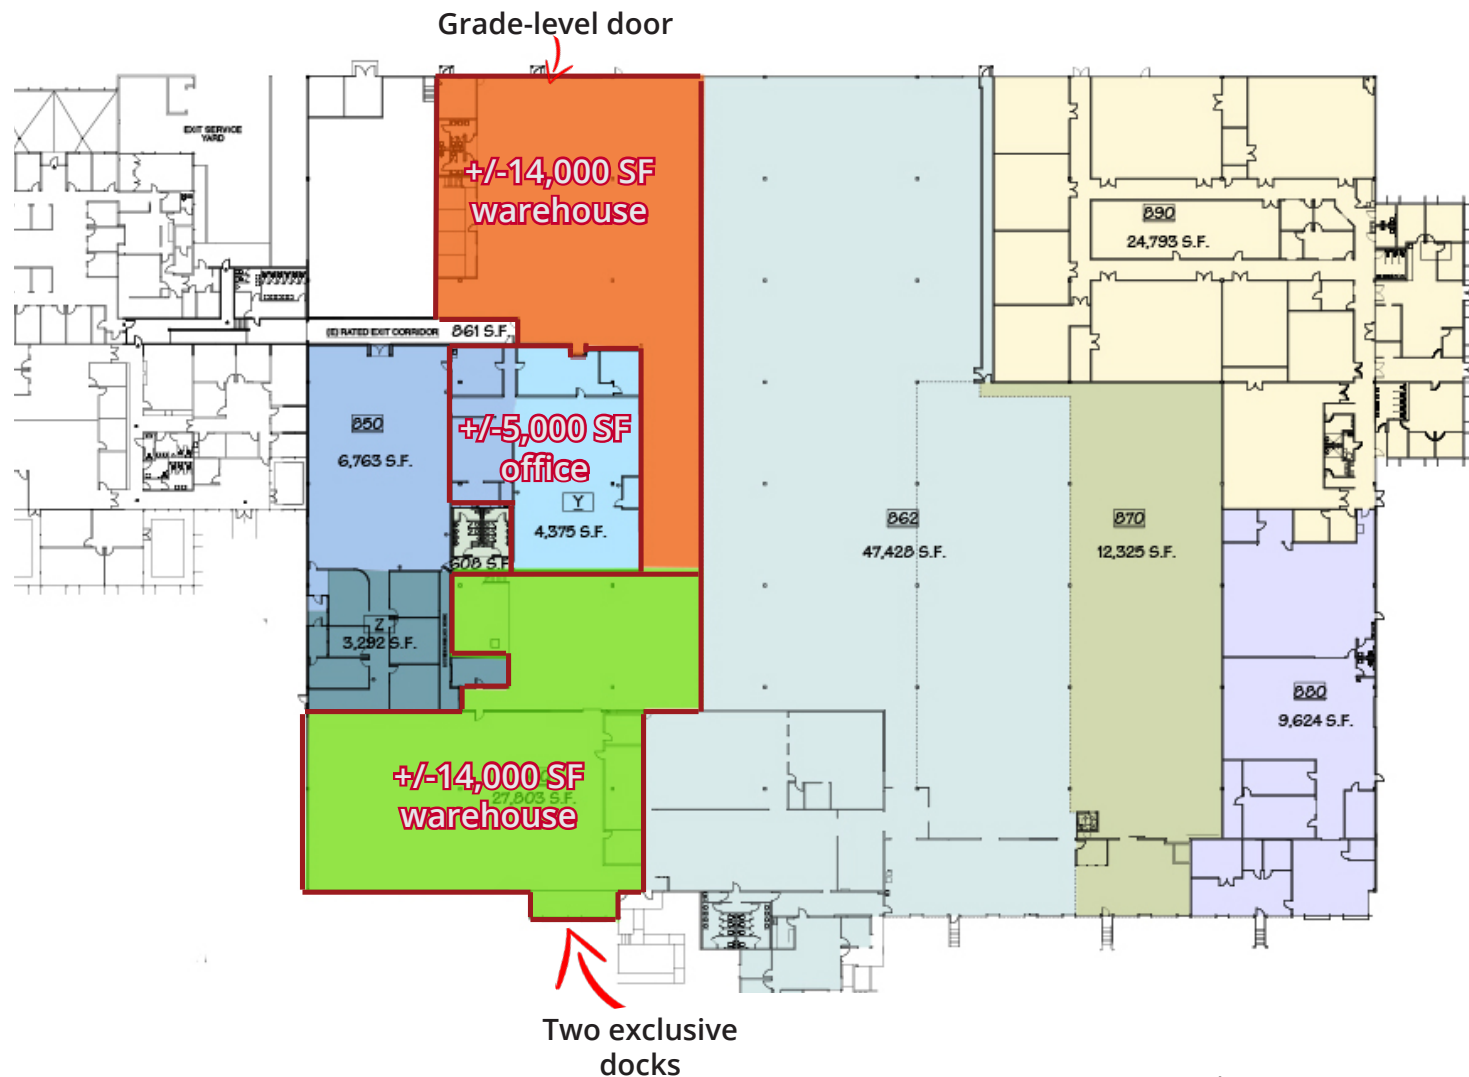 Grade-level door
EXIT SERVICE
YARD
+/-14,000 SF
warehouse
890
24,793 S.F.
(E) RATED EXIT CORRIDOR
861 S.F.
850
6,763 S.F.
+/-5,000 SF
office
Y
4,375 S.F.
608 S.F.
862
47,428 S.F.
870
12,325 S.F.
Z
3,292 S.F.
880
9,624 S.F.
+/-14,000 SF
27,803 S.F.
warehouse
Two exclusive
docks